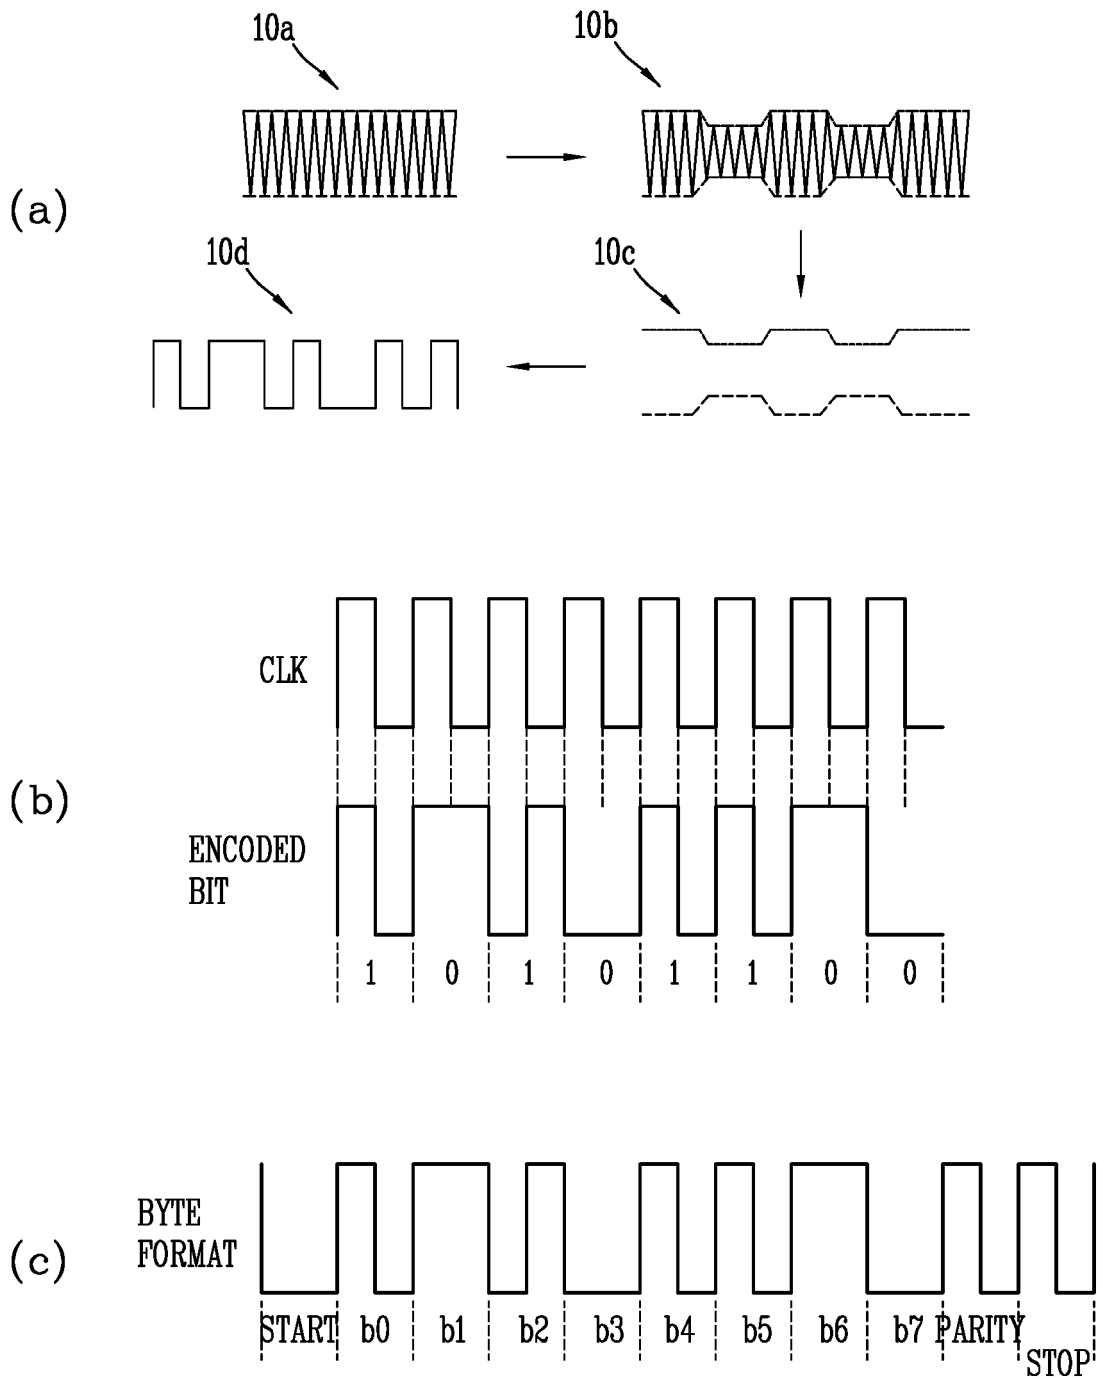 10a
10b
(a)
10d
10c
CLK
(b)
ENCODED
BIT
1 0 1 0 1 1 0 0
BYTE
FORMAT
(c)
START b0 b1 b2 b3 b4 b5 b6 b7 PARITY
STOP